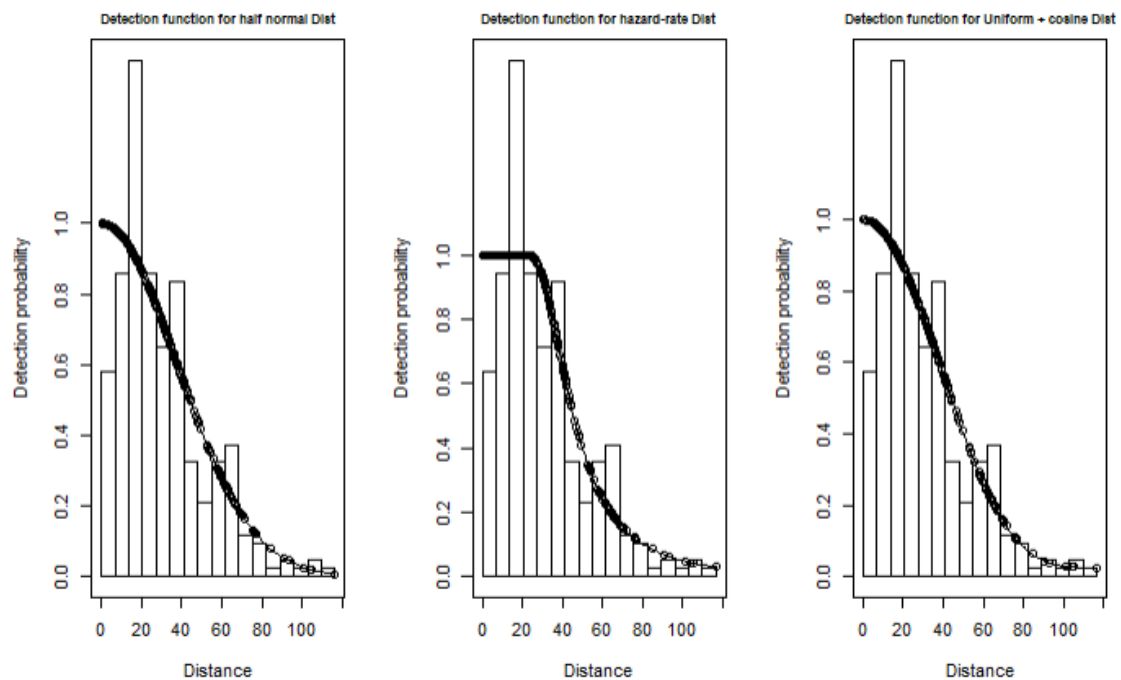 Detection function for half normal Dist
Detection function for hazard-rate Dist
Detection function for Uniform + cosine Dist
Detection probability
0.0 0.2 0.4 0.6 0.8 1.0
0 20 40 60 80 100
Distance
Detection probability
0.0 0.2 0.4 0.6 0.8 1.0
0 20 40 60 80 100
Distance
Detection probability
0.0 0.2 0.4 0.6 0.8 1.0
0 20 40 60 80 100
Distance